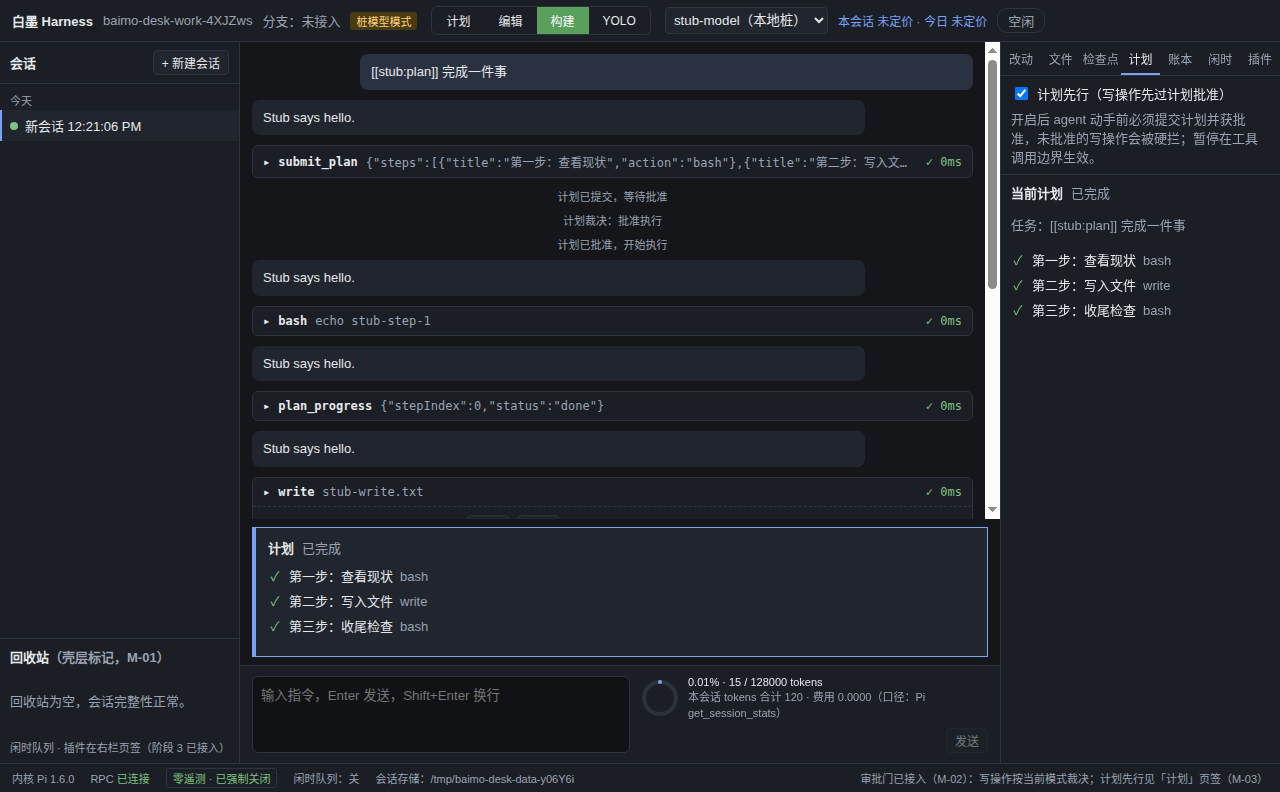 白墨 Harness baimo-desk-work-4XJZws 分支：未接入 桩模型模式 计划 编辑 构建 YOLO stub-model（本地桩） 本会话 未定价 · 今日 未定价 空闲
会话 + 新建会话
今天
新会话 12:21:06 PM
回收站（壳层标记，M-01）
回收站为空，会话完整性正常。
闲时队列 · 插件在右栏页签（阶段 3 已接入）
[[stub:plan]] 完成一件事
Stub says hello.
▸ submit_plan {"steps":[{"title":"第一步：查看现状","action":"bash"},{"title":"第二步：写入文… ✓ 0ms
计划已提交，等待批准
计划裁决：批准执行
计划已批准，开始执行
Stub says hello.
▸ bash echo stub-step-1 ✓ 0ms
Stub says hello.
▸ plan_progress {"stepIndex":0,"status":"done"} ✓ 0ms
Stub says hello.
▸ write stub-write.txt ✓ 0ms
计划 已完成
✓ 第一步：查看现状 bash
✓ 第二步：写入文件 write
✓ 第三步：收尾检查 bash
输入指令，Enter 发送，Shift+Enter 换行
0.01% · 15 / 128000 tokens
本会话 tokens 合计 120 · 费用 0.0000（口径：Pi
get_session_stats）
发送
改动 文件 检查点 计划 账本 闲时 插件
计划先行（写操作先过计划批准）
开启后 agent 动手前必须提交计划并获批
准，未批准的写操作会被硬拦；暂停在工具
调用边界生效。
当前计划 已完成
任务：[[stub:plan]] 完成一件事
✓ 第一步：查看现状 bash
✓ 第二步：写入文件 write
✓ 第三步：收尾检查 bash
内核 Pi 1.6.0 RPC 已连接 零遥测 · 已强制关闭 闲时队列：关 会话存储：/tmp/baimo-desk-data-y06Y6i 审批门已接入（M-02）：写操作按当前模式裁决；计划先行见「计划」页签（M-03）